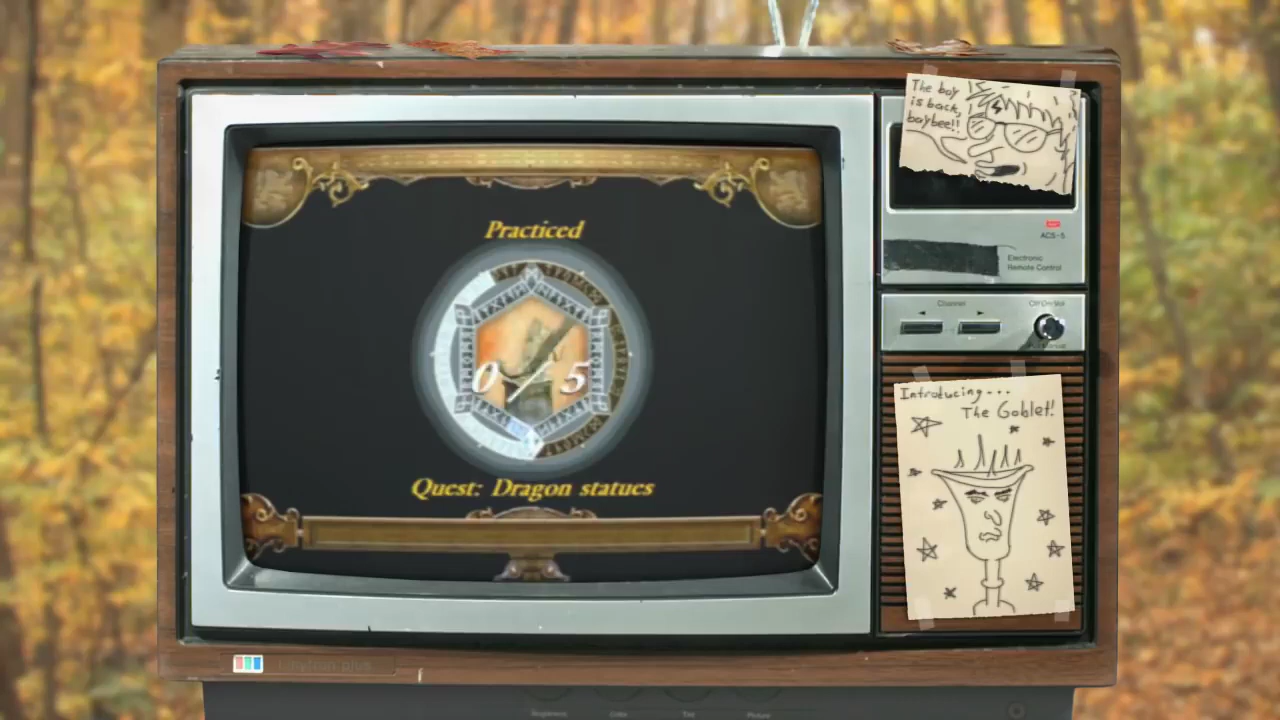 The boy
is back,
baybee!!
ACS-5
Electronic
Remote Control
Practiced
Channel
0/5
Introducing...
The Goblet!
Quest: Dragon statues